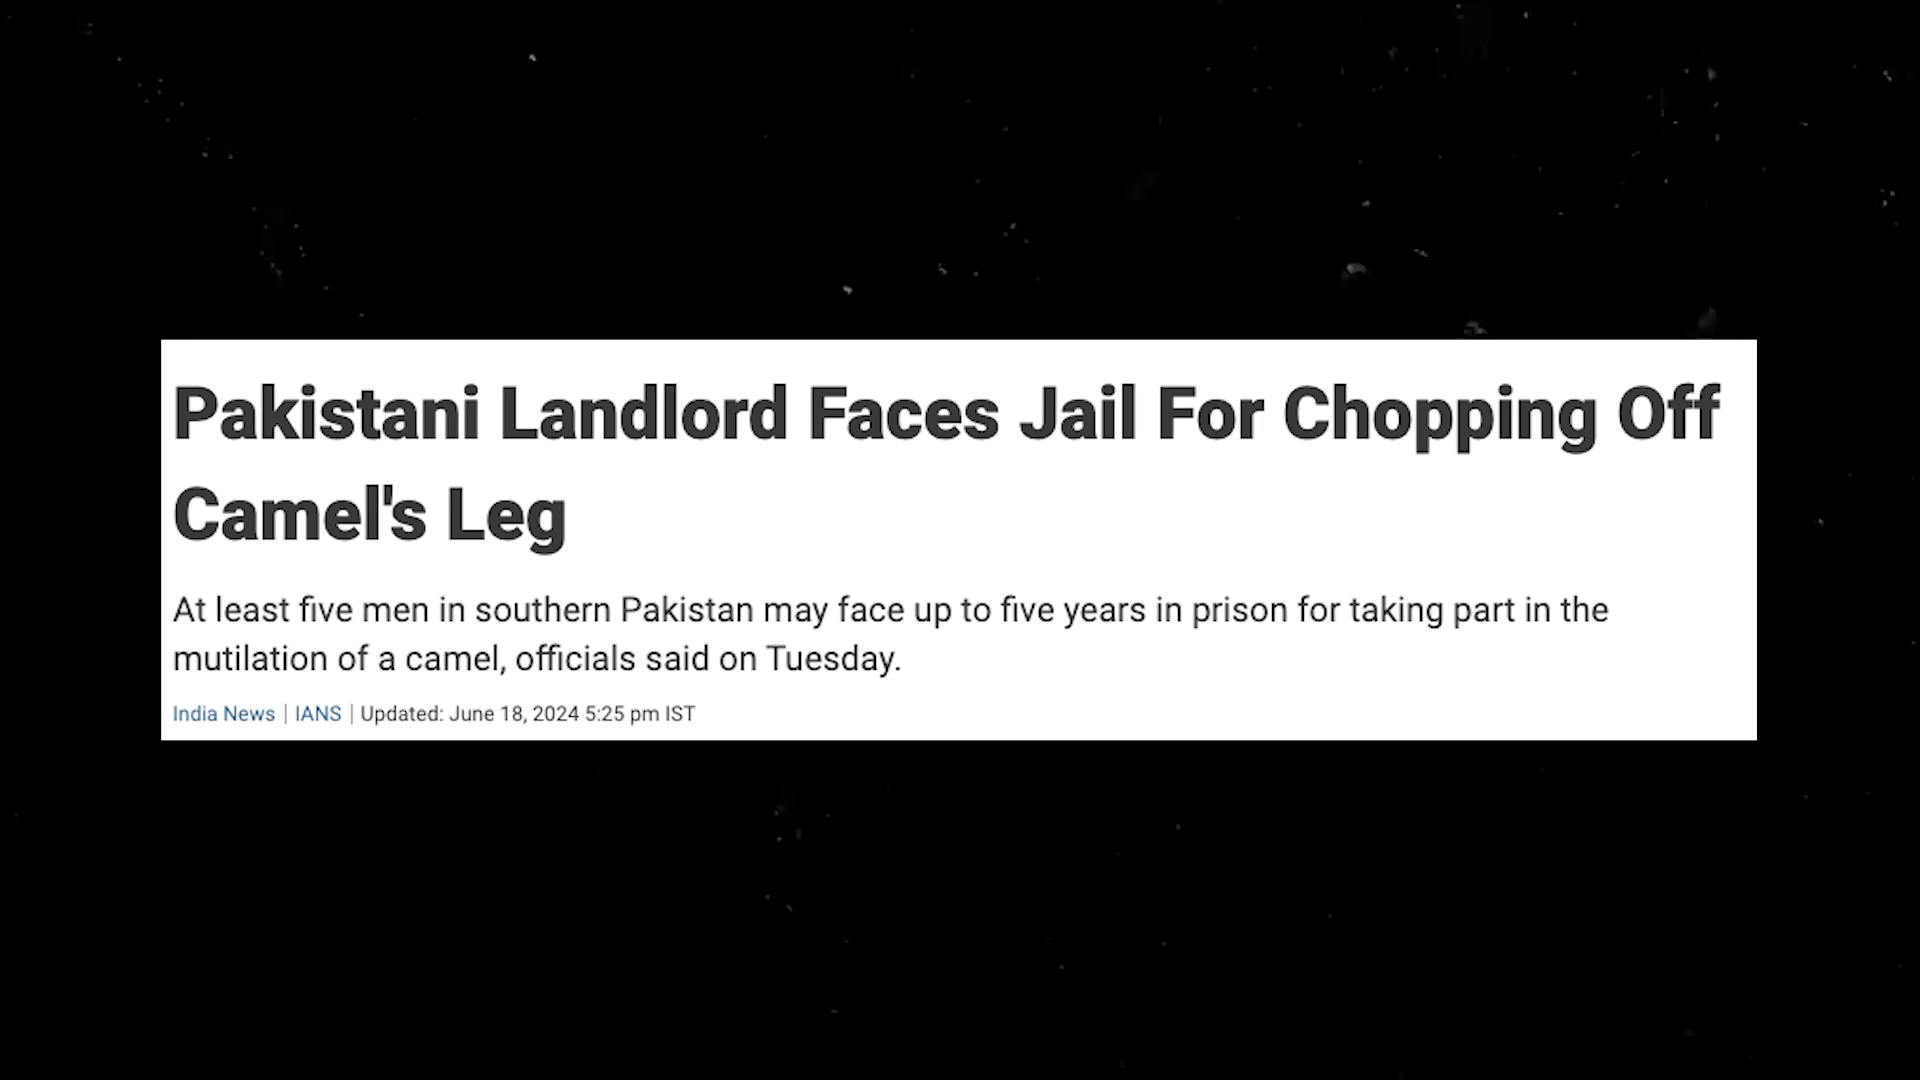 Pakistani Landlord Faces Jail For Chopping Off
Camel's Leg
At least five men in southern Pakistan may face up to five years in prison for taking part in the
mutilation of a camel, officials said on Tuesday.
India News | IANS | Updated: June 18, 2024 5:25 pm IST